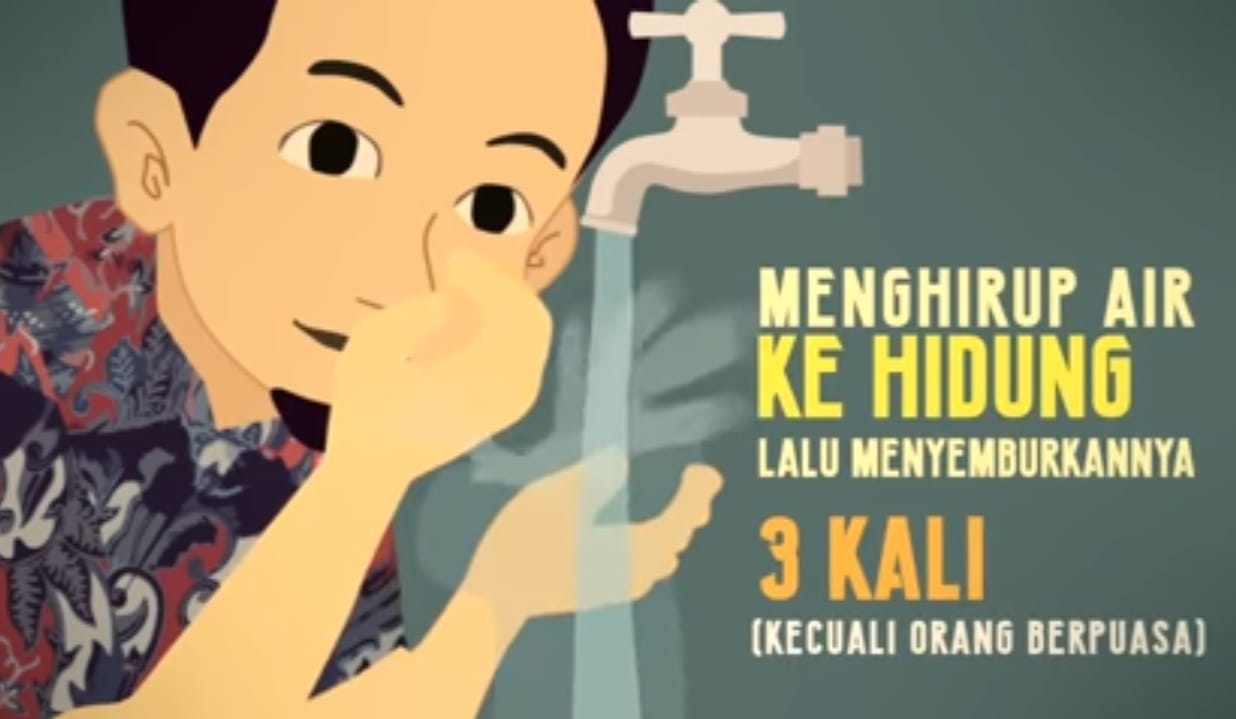 MENGHIRUP AIR
KE HIDUNG
LALU MENYEMBURKANNYA
3 KALI
(KECUALI ORANG BERPUASA)